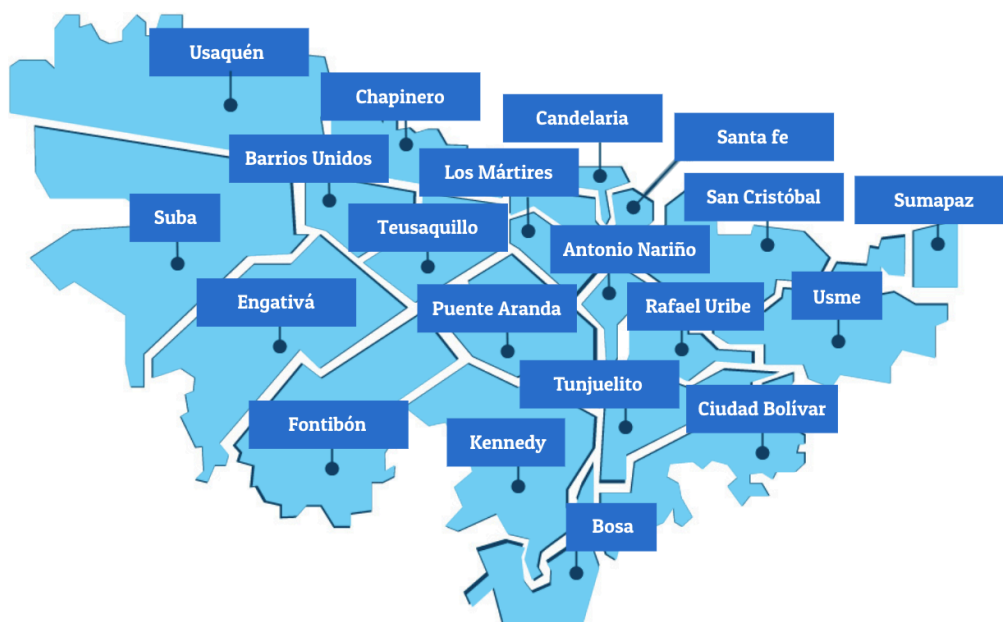 Usaquén
Chapinero
Candelaria
Santa fe
Barrios Unidos
Los Mártires
San Cristóbal
Sumapaz
Suba
Teusaquillo
Antonio Nariño
Engativá
Puente Aranda
Rafael Uribe
Usme
Tunjuelito
Ciudad Bolívar
Fontibón
Kennedy
Bosa